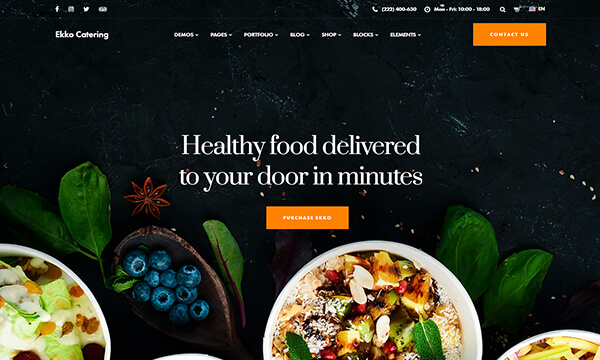 (222) 400-630 Mon - Fri: 10:00 - 18:00 EN
Ekko Catering DEMOS PAGES PORTFOLIO BLOG SHOP BLOCKS ELEMENTS CONTACT US
Healthy food delivered
to your door in minutes
PURCHASE EKKO